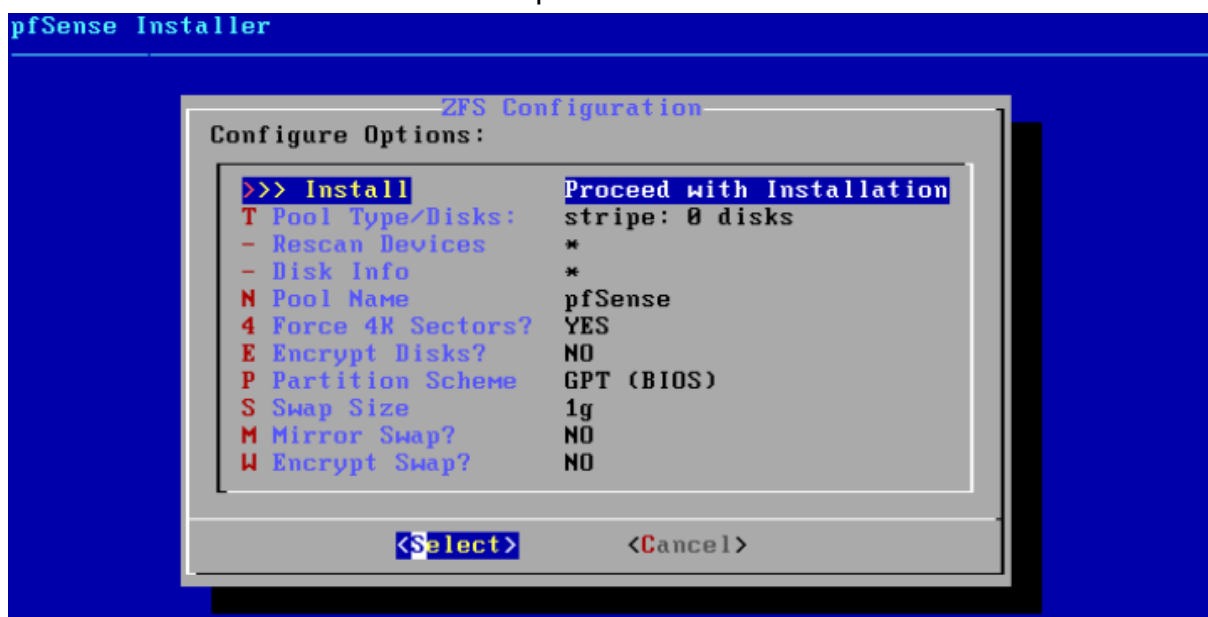 pfSense Installer
ZFS Configuration
Configure Options:
>>> Install Proceed with Installation
T Pool Type/Disks: stripe: 0 disks
- Rescan Devices *
- Disk Info *
N Pool Name pfSense
4 Force 4K Sectors? YES
E Encrypt Disks? NO
P Partition Scheme GPT (BIOS)
S Swap Size 1g
M Mirror Swap? NO
W Encrypt Swap? NO
<Select> <Cancel>